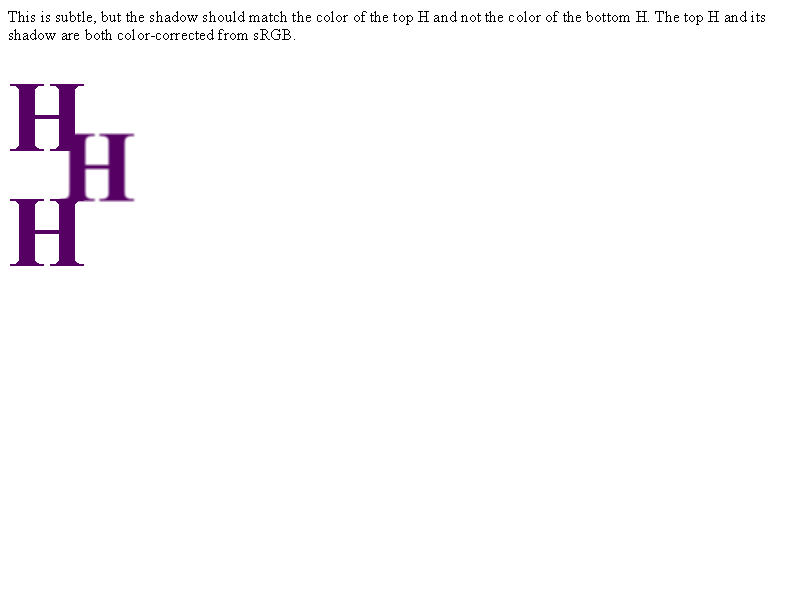 This is subtle, but the shadow should match the color of the top H and not the color of the bottom H. The top H and its
shadow are both color-corrected from sRGB.
H
H
H